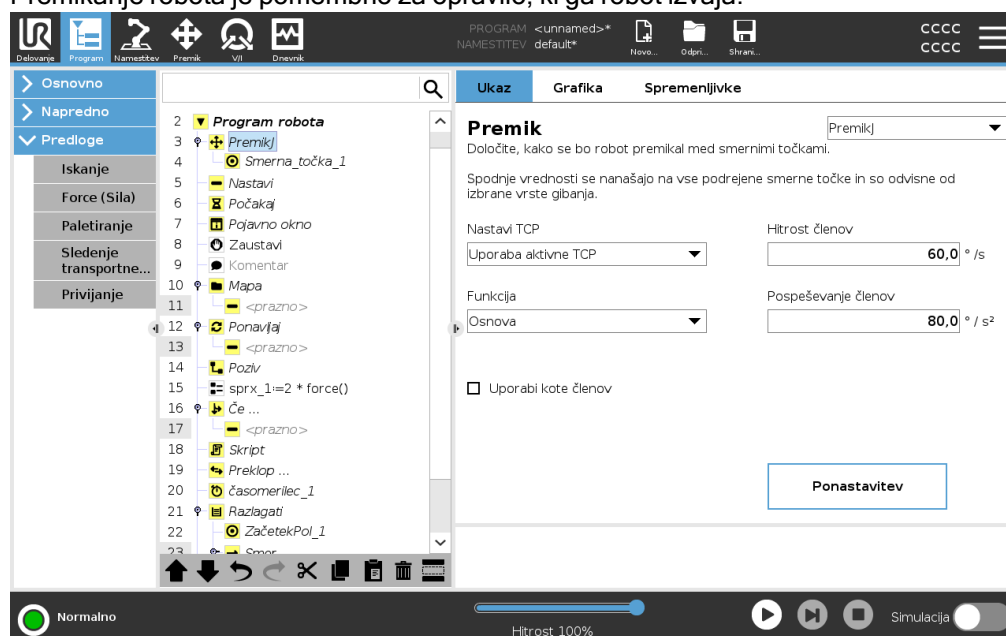 Premikanje robota je pomembno za opravilo, ki ga robot izvaja.
UR
Delovanje
Program
Namestitev
Premik
V/I
Dnevnik
PROGRAM <unnamed>*
NAMESTITEV default*
Novo...
Odpri...
Shrani...
CCCC
CCCC
Osnovno
Napredno
Predloge
Iskanje
Force (Sila)
Paletiranje
Sledenje
transportne...
Privijanje
2 Program robota
3 PremikJ
4 Smerna_točka_1
5 Nastavi
6 Počakaj
7 Pojavno okno
8 Zaustavi
9 Komentar
10 Mapa
11 <prazno>
12 Ponavljaj
13 <prazno>
14 Poziv
15 sprx_1:=2 * force()
16 Če ...
17 <prazno>
18 Skript
19 Preklop ...
20 časomerilec_1
21 Razlagati
22 ZačetekPol_1
23 Smer
Ukaz
Grafika
Spremenljivke
Premik
PremikJ
Določite, kako se bo robot premikal med smernimi točkami.
Spodnje vrednosti se nanašajo na vse podrejene smerne točke in so odvisne od
izbrane vrste gibanja.
Nastavi TCP
Hitrost členov
Uporaba aktivne TCP
60,0 ° /s
Funkcija
Pospeševanje členov
Osnova
80,0 ° / s²
Uporabi kote členov
Ponastavitev
Normalno
Hitrost 100%
Simulacija